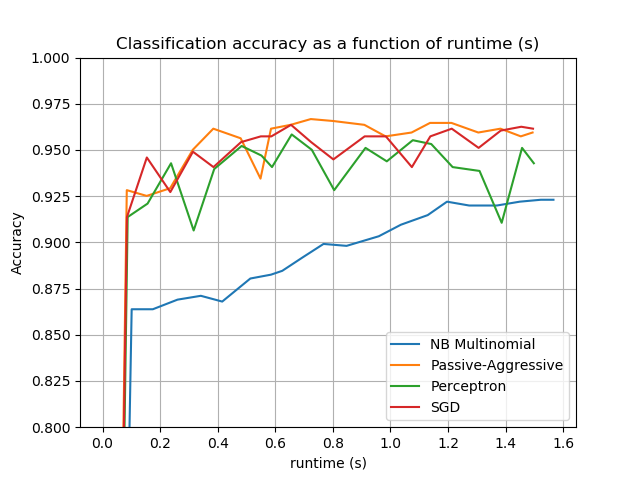 Classification accuracy as a function of runtime (s)
1.000
0.975
0.950
0.925
0.900
0.875
0.850
0.825
0.800
Accuracy
NB Multinomial
Passive-Aggressive
Perceptron
SGD
0.0 0.2 0.4 0.6 0.8 1.0 1.2 1.4 1.6
runtime (s)